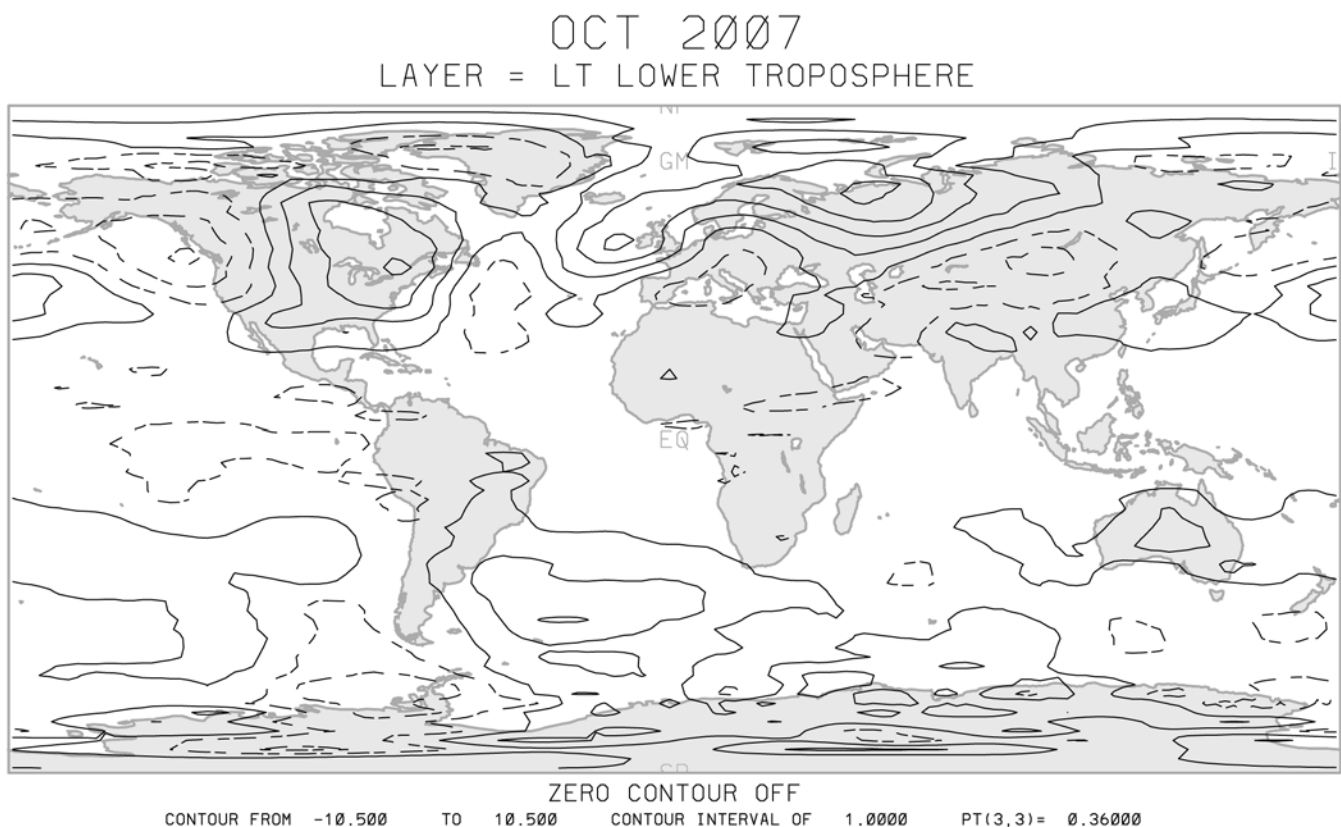 OCT 2007
LAYER = LT LOWER TROPOSPHERE
GM
EQ
ZERO CONTOUR OFF
CONTOUR FROM -10.500 TO 10.500 CONTOUR INTERVAL OF 1.0000 PT(3,3)= 0.36000